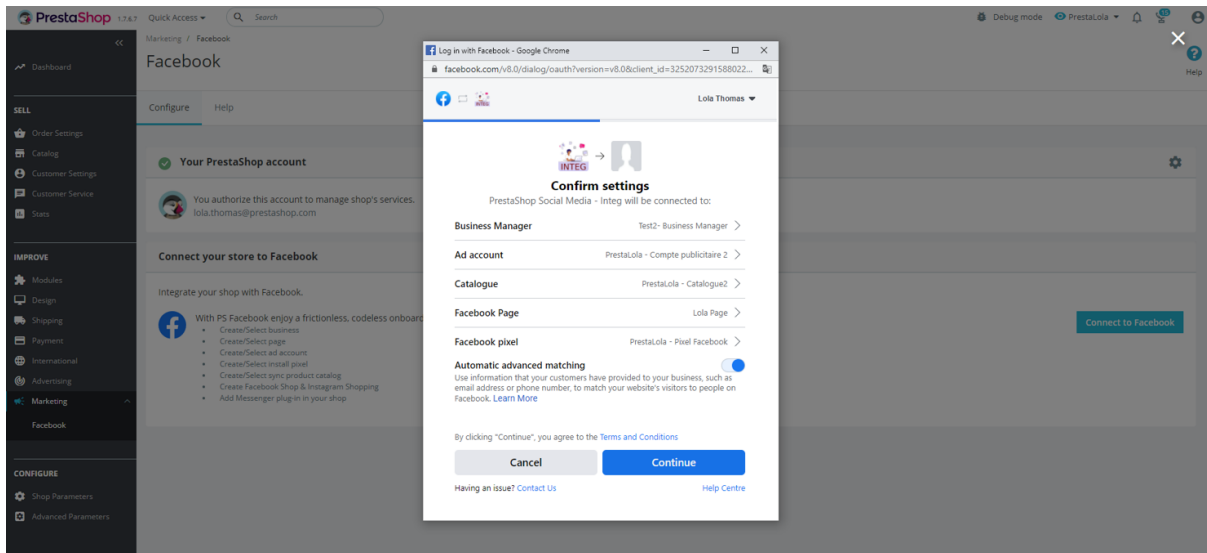 PrestaShop 1.7.6.7 Quick Access Search Debug mode PrestaLola
Marketing / Facebook
Facebook
Help
Configure Help
Dashboard
SELL
Order Settings
Catalog
Customer Settings
Customer Service
Stats
IMPROVE
Modules
Design
Shipping
Payment
International
Advertising
Marketing
Facebook
CONFIGURE
Shop Parameters
Advanced Parameters
Your PrestaShop account
You authorize this account to manage shop's services.
lola.thomas@prestashop.com
Connect your store to Facebook
Integrate your shop with Facebook.
With PS Facebook enjoy a frictionless, codeless onboard
Create/Select business
Create/Select page
Create/Select ad account
Create/Select install pixel
Create/Select sync product catalog
Create Facebook Shop & Instagram Shopping
Add Messenger plug-in in your shop
Connect to Facebook
Log in with Facebook - Google Chrome
facebook.com/v8.0/dialog/oauth?version=v8.0&client_id=3252073291588022...
INTEG
Lola Thomas
INTEG
Confirm settings
PrestaShop Social Media - Integ will be connected to:
Business Manager Test2- Business Manager
Ad account PrestaLola - Compte publicitaire 2
Catalogue PrestaLola - Catalogue2
Facebook Page Lola Page
Facebook pixel PrestaLola - Pixel Facebook
Automatic advanced matching
Use information that your customers have provided to your business, such as
email address or phone number, to match your website's visitors to people on
Facebook. Learn More
By clicking "Continue", you agree to the Terms and Conditions
Cancel Continue
Having an issue? Contact Us Help Centre